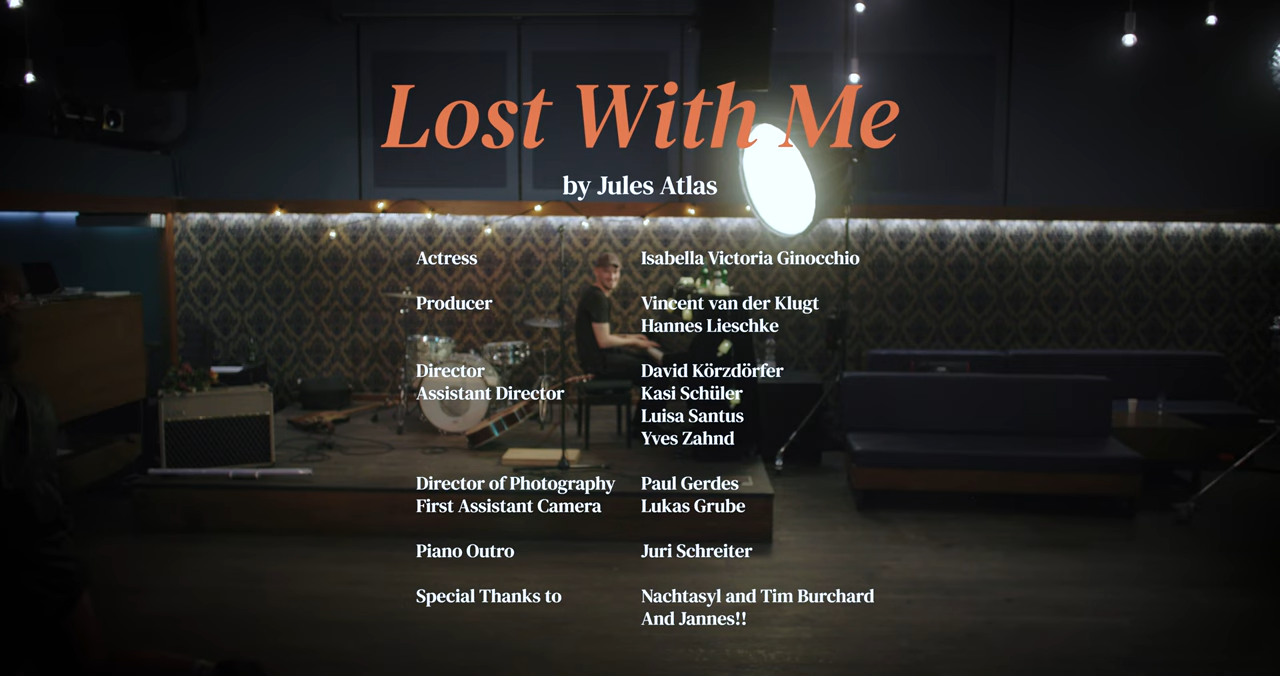 Lost With Me
by Jules Atlas
Actress Isabella Victoria Ginocchio
Producer Vincent van der Klugt
Hannes Lieschke
Director David Körzdörfer
Assistant Director Kasi Schüler
Luisa Santus
Yves Zahnd
Director of Photography Paul Gerdes
First Assistant Camera Lukas Grube
Piano Outro Juri Schreiter
Special Thanks to Nachtasyl and Tim Burchard
And Jannes!!